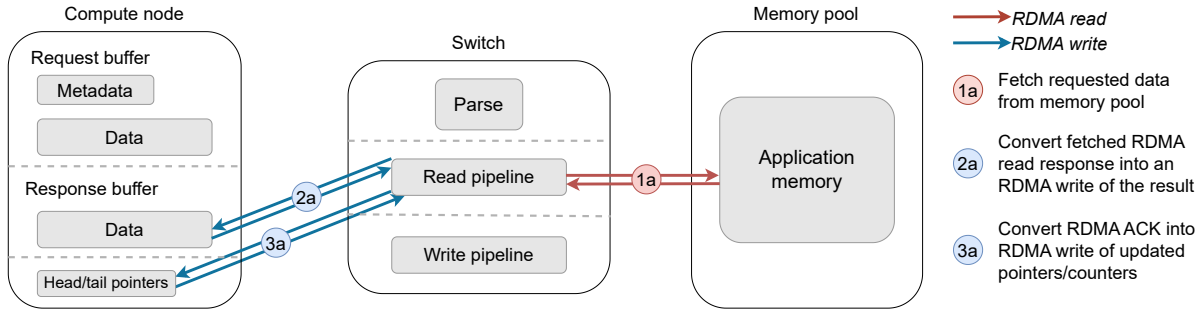 Compute node
Request buffer
Metadata
Data
Response buffer
Data
Head/tail pointers
2a
3a
Switch
Parse
Read pipeline
Write pipeline
1a
Memory pool
Application
memory
RDMA read
RDMA write
1a
Fetch requested data
from memory pool
2a
Convert fetched RDMA
read response into an
RDMA write of the result
3a
Convert RDMA ACK into
RDMA write of updated
pointers/counters